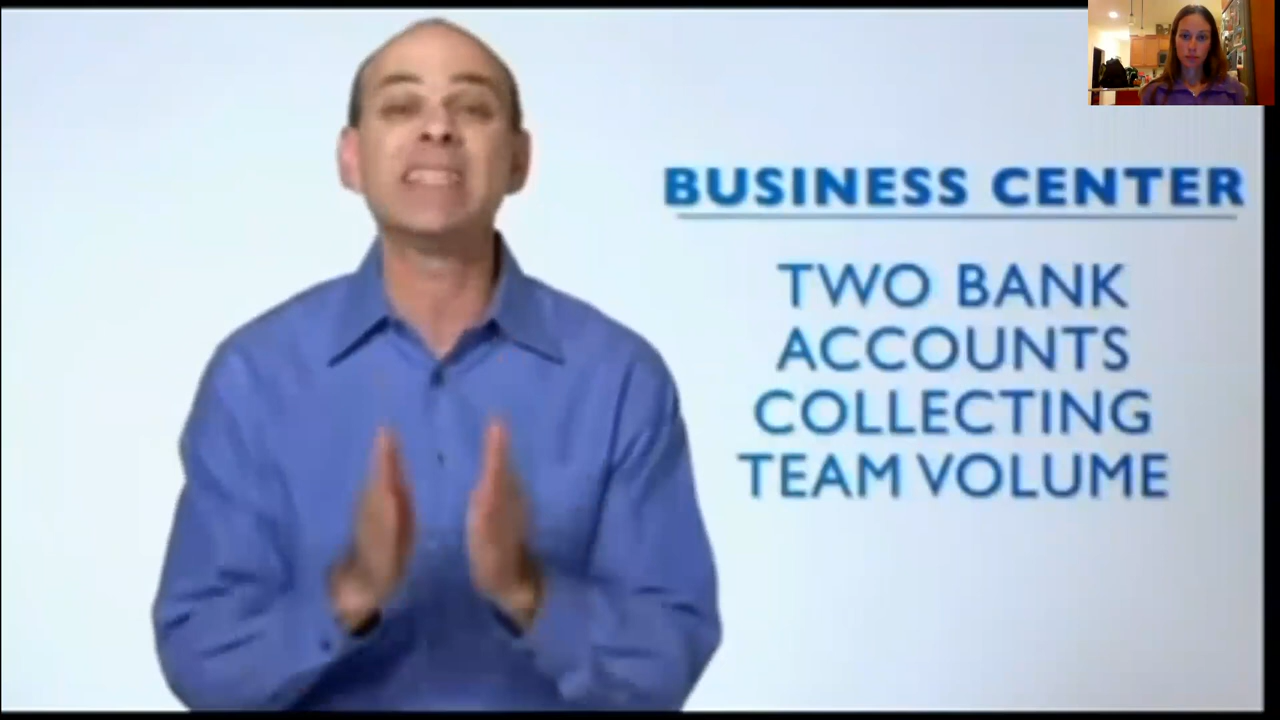 BUSINESS CENTER
TWO BANK
ACCOUNTS
COLLECTING
TEAM VOLUME